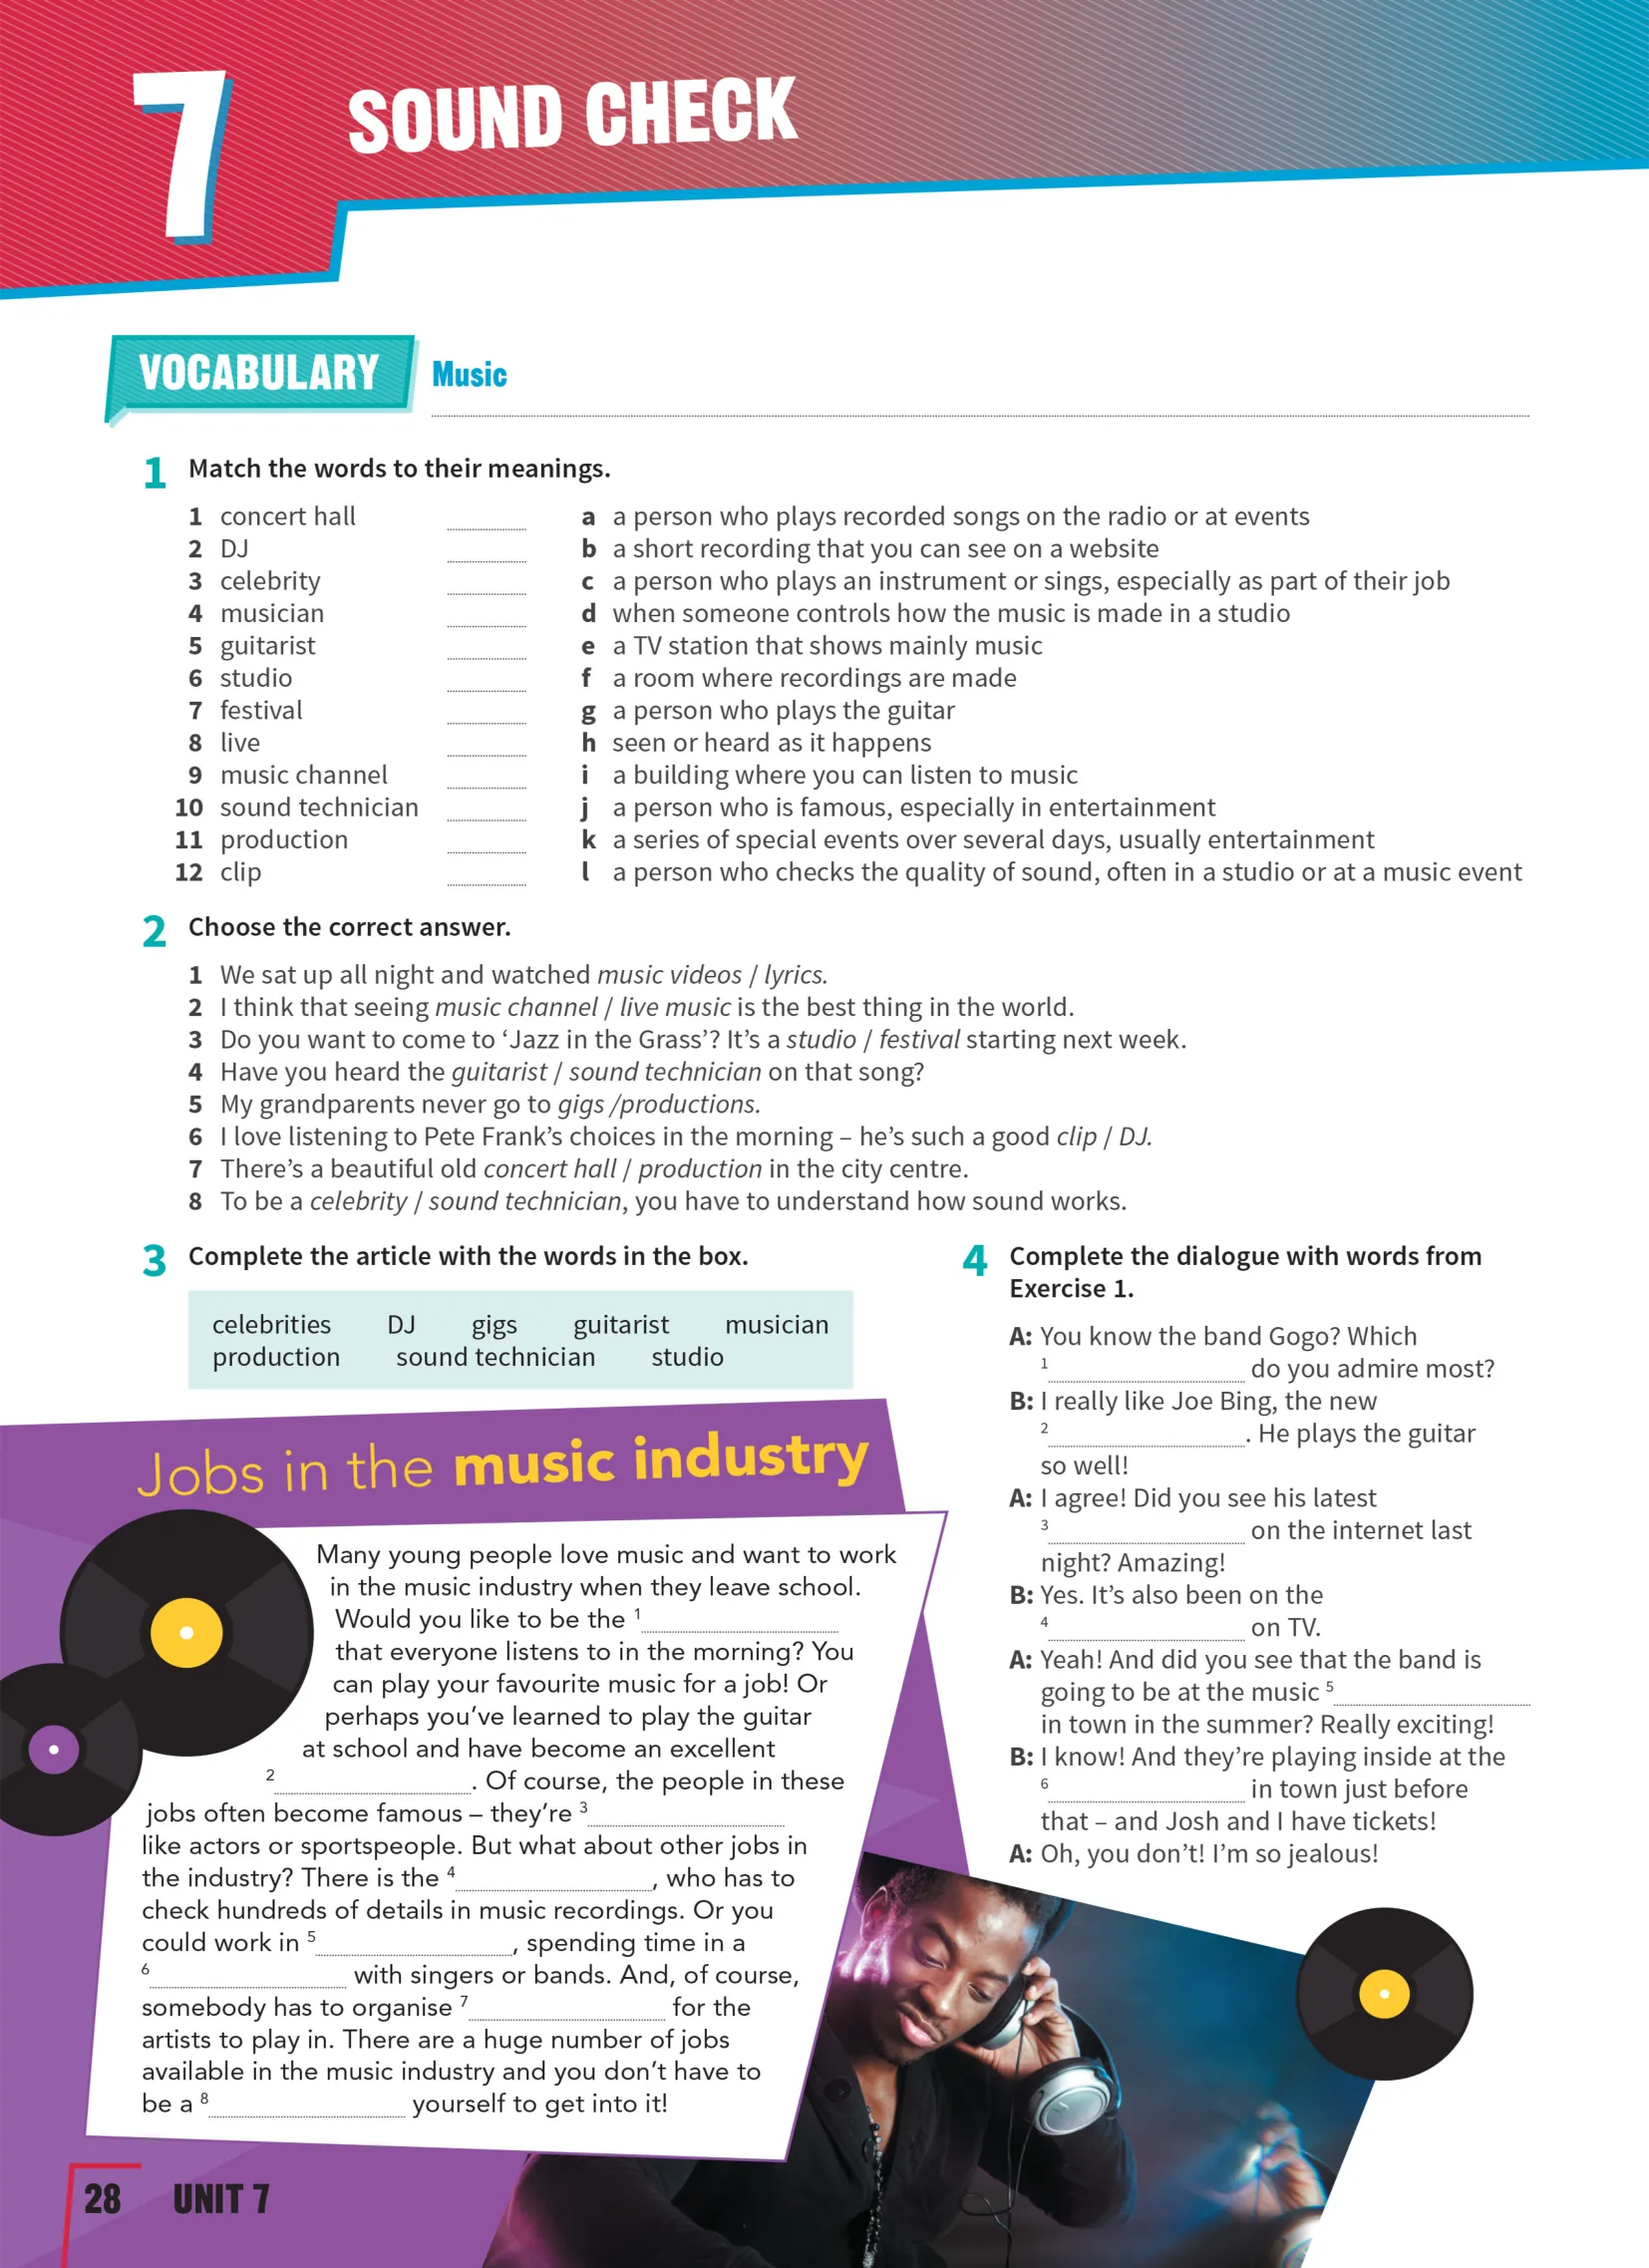 7
SOUND CHECK
VOCABULARY
Music
1 Match the words to their meanings.
1 concert hall
2 DJ
3 celebrity
4 musician
5 guitarist
6 studio
7 festival
8 live
9 music channel
10 sound technician
11 production
12 clip
a a person who plays recorded songs on the radio or at events
b a short recording that you can see on a website
c a person who plays an instrument or sings, especially as part of their job
d when someone controls how the music is made in a studio
e a TV station that shows mainly music
f a room where recordings are made
g a person who plays the guitar
h seen or heard as it happens
i a building where you can listen to music
j a person who is famous, especially in entertainment
k a series of special events over several days, usually entertainment
l a person who checks the quality of sound, often in a studio or at a music event
2 Choose the correct answer.
1 We sat up all night and watched music videos / lyrics.
2 I think that seeing music channel / live music is the best thing in the world.
3 Do you want to come to ‘Jazz in the Grass’? It’s a studio / festival starting next week.
4 Have you heard the guitarist / sound technician on that song?
5 My grandparents never go to gigs /productions.
6 I love listening to Pete Frank’s choices in the morning – he’s such a good clip / DJ.
7 There’s a beautiful old concert hall / production in the city centre.
8 To be a celebrity / sound technician, you have to understand how sound works.
3 Complete the article with the words in the box.
celebrities DJ gigs guitarist musician
production sound technician studio
Jobs in the music industry
Many young people love music and want to work
in the music industry when they leave school.
Would you like to be the 1
that everyone listens to in the morning? You
can play your favourite music for a job! Or
perhaps you’ve learned to play the guitar
at school and have become an excellent
2 . Of course, the people in these
jobs often become famous – they’re 3
like actors or sportspeople. But what about other jobs in
the industry? There is the 4 , who has to
check hundreds of details in music recordings. Or you
could work in 5 , spending time in a
6 with singers or bands. And, of course,
somebody has to organise 7 for the
artists to play in. There are a huge number of jobs
available in the music industry and you don’t have to
be a 8 yourself to get into it!
4 Complete the dialogue with words from
Exercise 1.
A: You know the band Gogo? Which
1 do you admire most?
B: I really like Joe Bing, the new
2 . He plays the guitar
so well!
A: I agree! Did you see his latest
3 on the internet last
night? Amazing!
B: Yes. It’s also been on the
4 on TV.
A: Yeah! And did you see that the band is
going to be at the music 5
in town in the summer? Really exciting!
B: I know! And they’re playing inside at the
6 in town just before
that – and Josh and I have tickets!
A: Oh, you don’t! I’m so jealous!
28 UNIT 7